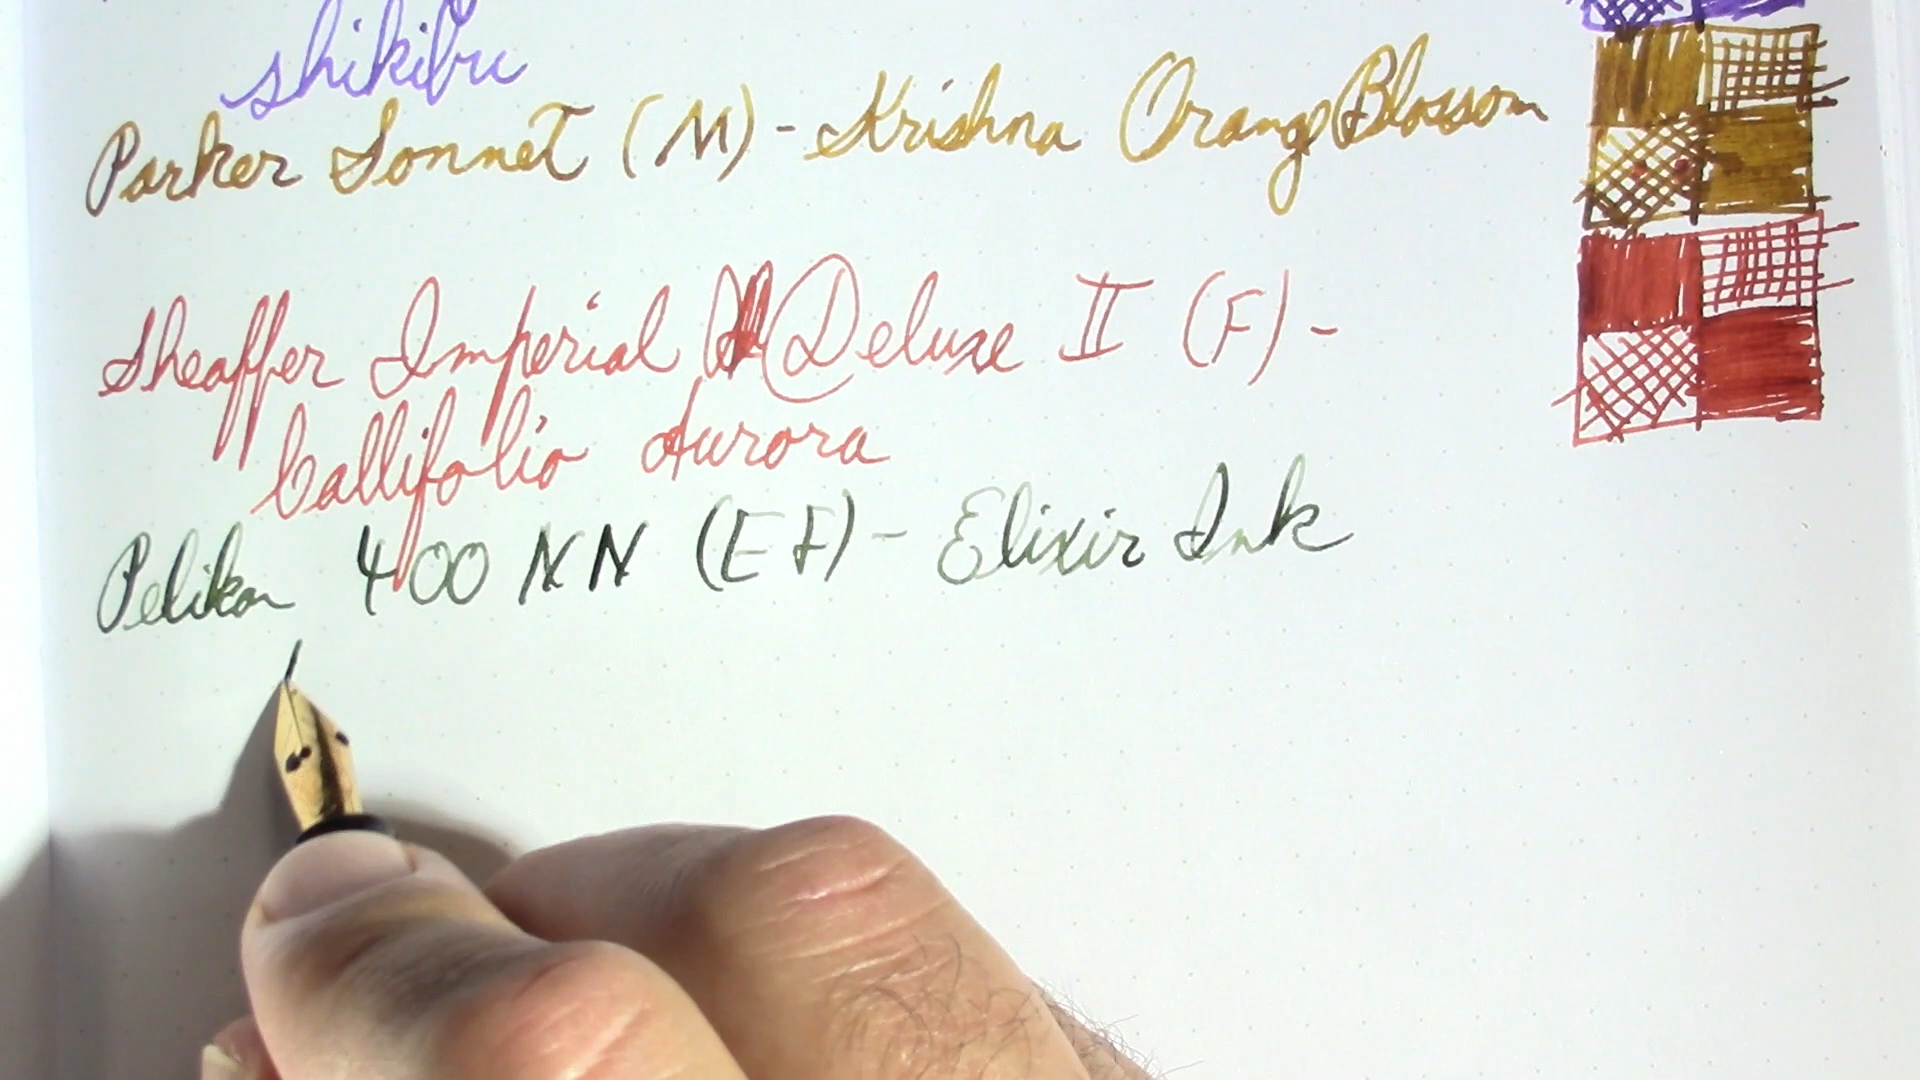 shikibu
Parker Sonnet (M) - Krishna Orange Blossom
Sheaffer Imperial Deluxe II (F) -
Callifolio Aurora
Pelikan 400 NN (EF) - Elixir Ink